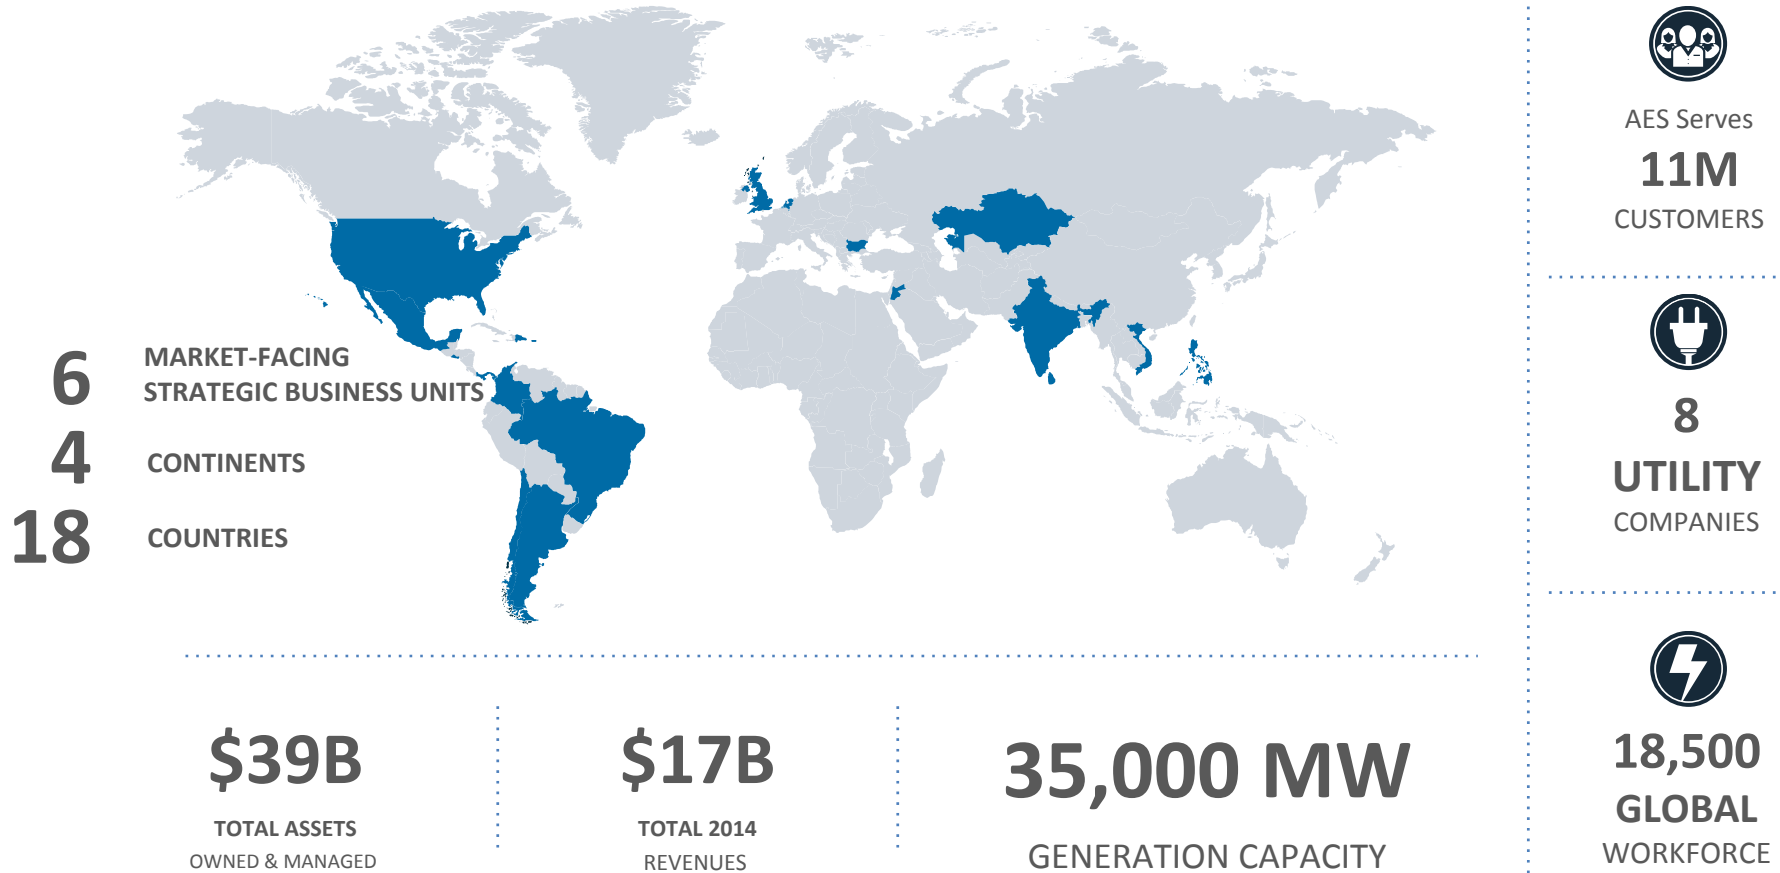 6
MARKET-FACING
STRATEGIC BUSINESS UNITS
4
CONTINENTS
18
COUNTRIES
$39B
TOTAL ASSETS
OWNED & MANAGED
$17B
TOTAL 2014
REVENUES
35,000 MW
GENERATION CAPACITY
AES Serves
11M
CUSTOMERS
8
UTILITY
COMPANIES
18,500
GLOBAL
WORKFORCE